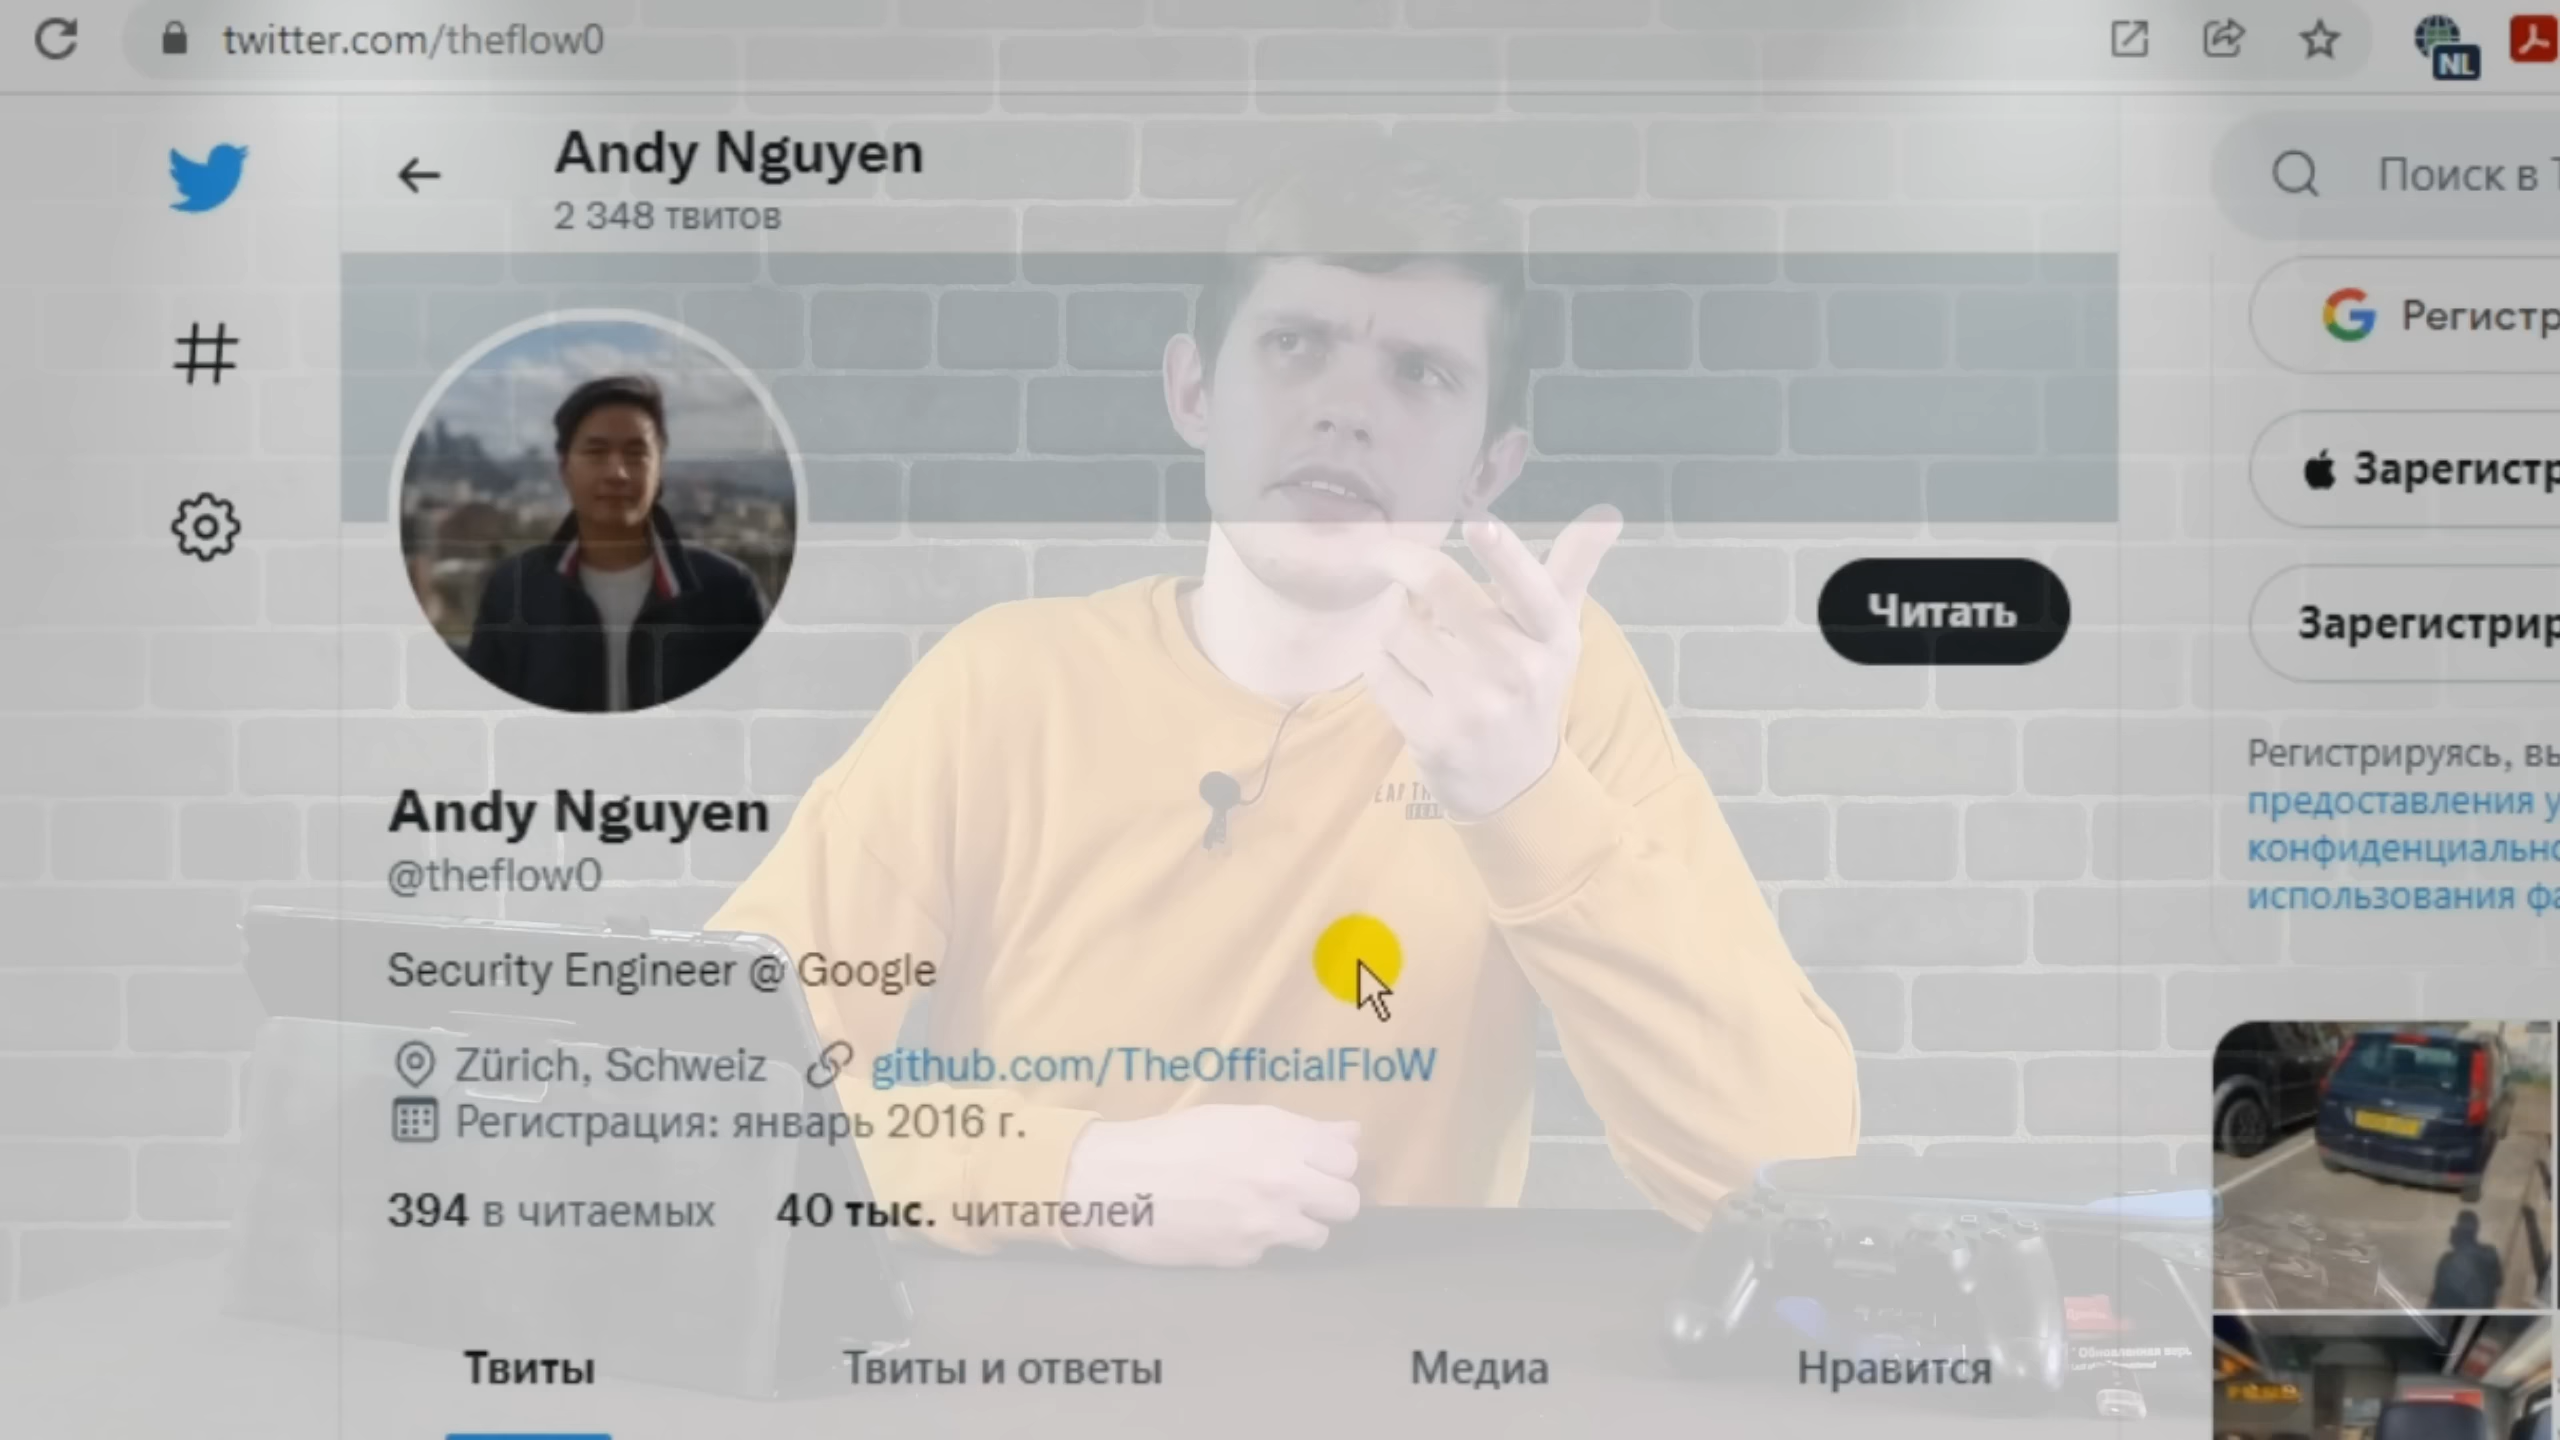 twitter.com/theflow0
NL
Andy Nguyen
2 348 твитов
Поиск в
Регистр
Зарегистр
Зарегистрир
Читать
Регистрируясь, вы
предоставления у
конфиденциально
использования фа
Andy Nguyen
@theflow0
Security Engineer @ Google
Zürich, Schweiz github.com/TheOfficialFloW
Регистрация: январь 2016 г.
394 в читаемых 40 тыс. читателей
Твиты Твиты и ответы Медиа Нравится